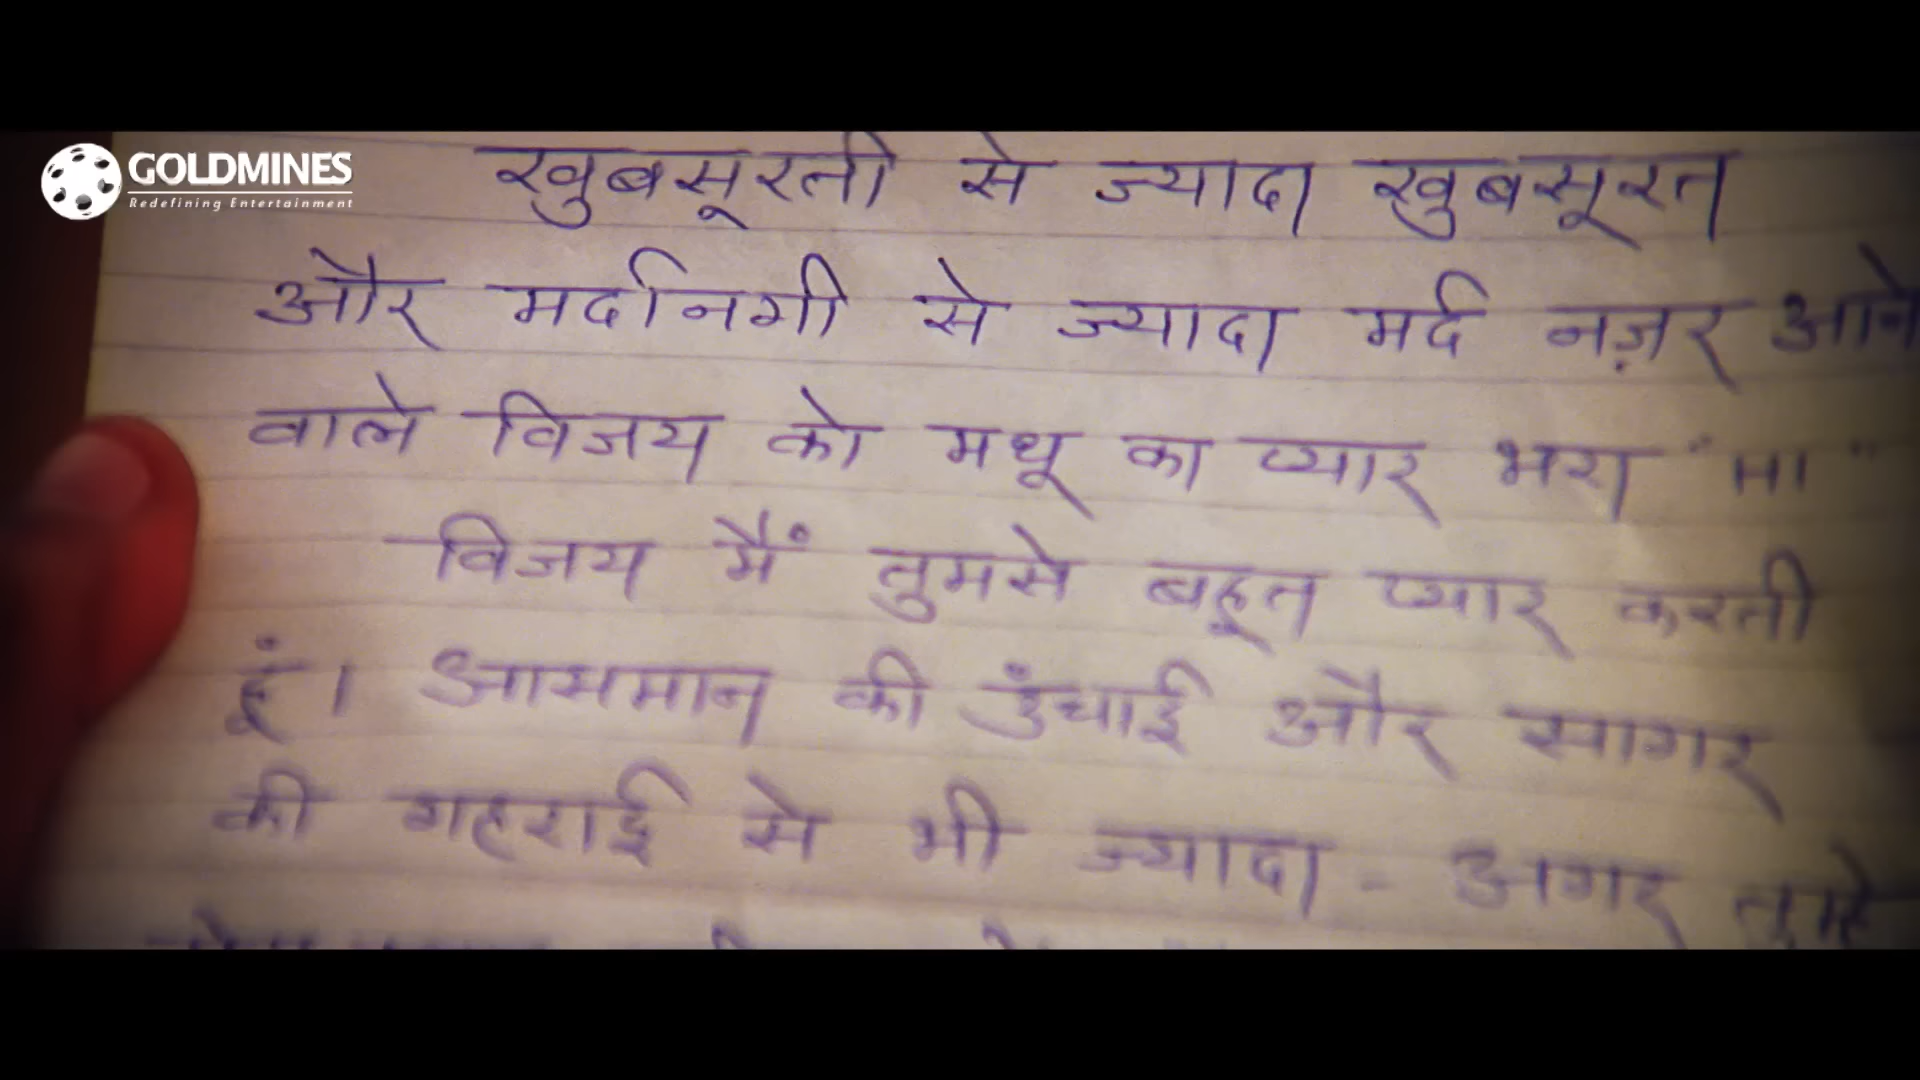 GOLDMINES
Redefining Entertainment
खुबसूरती से ज्यादा खुबसूरत
और मर्दानगी से ज्यादा मर्द नज़र आने
वाले विजय को मधू का प्यार भरा
विजय मैं तुमसे बहूत प्यार करती
हूं। आसमान की उंचाई और सागर
की गहराई से भी ज्यादा - अगर तुम्हे